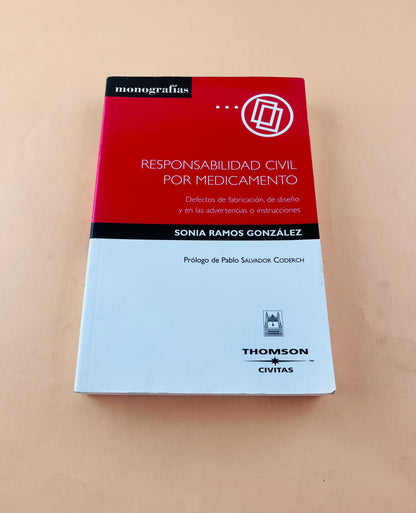 monografías
RESPONSABILIDAD CIVIL
POR MEDICAMENTO
Defectos de fabricación, de diseño
y en las advertencias o instrucciones
SONIA RAMOS GONZÁLEZ
Prólogo de Pablo SALVADOR CODERCH
THOMSON
CIVITAS